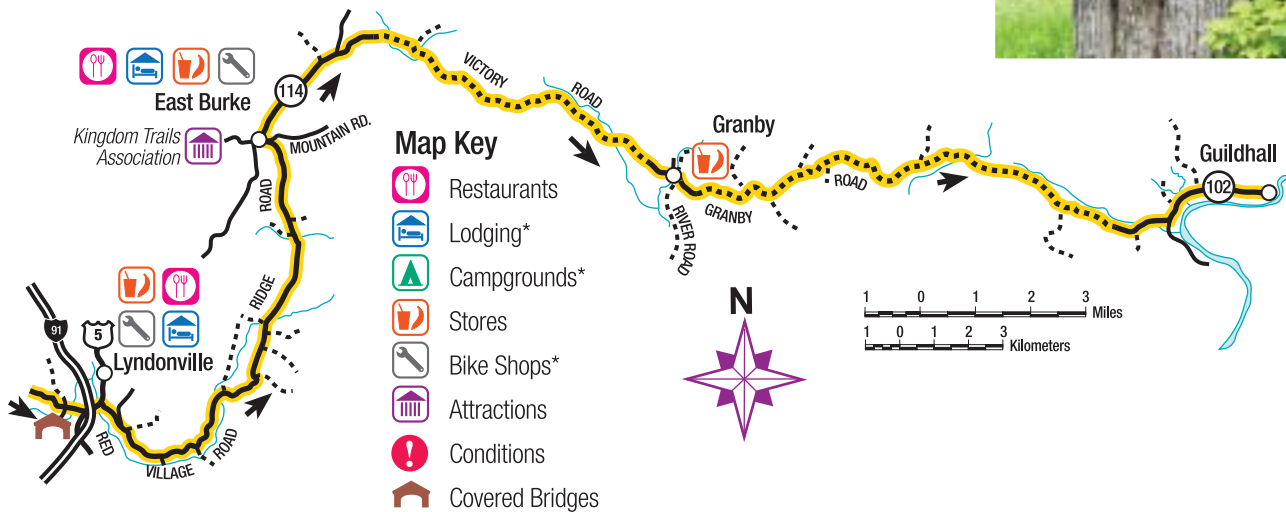 VICTORY
ROAD
114
East Burke
Kingdom Trails
Association
MOUNTAIN RD.
ROAD
Granby
Guildhall
102
ROAD
GRANBY
RIVER ROAD
Map Key
Restaurants
Lodging*
Campgrounds*
Stores
Bike Shops*
Attractions
Conditions
Covered Bridges
RIDGE
91
5
Lyndonville
RED
VILLAGE
ROAD
N
1 0 1 2 3
Miles
1 0 1 2 3
Kilometers